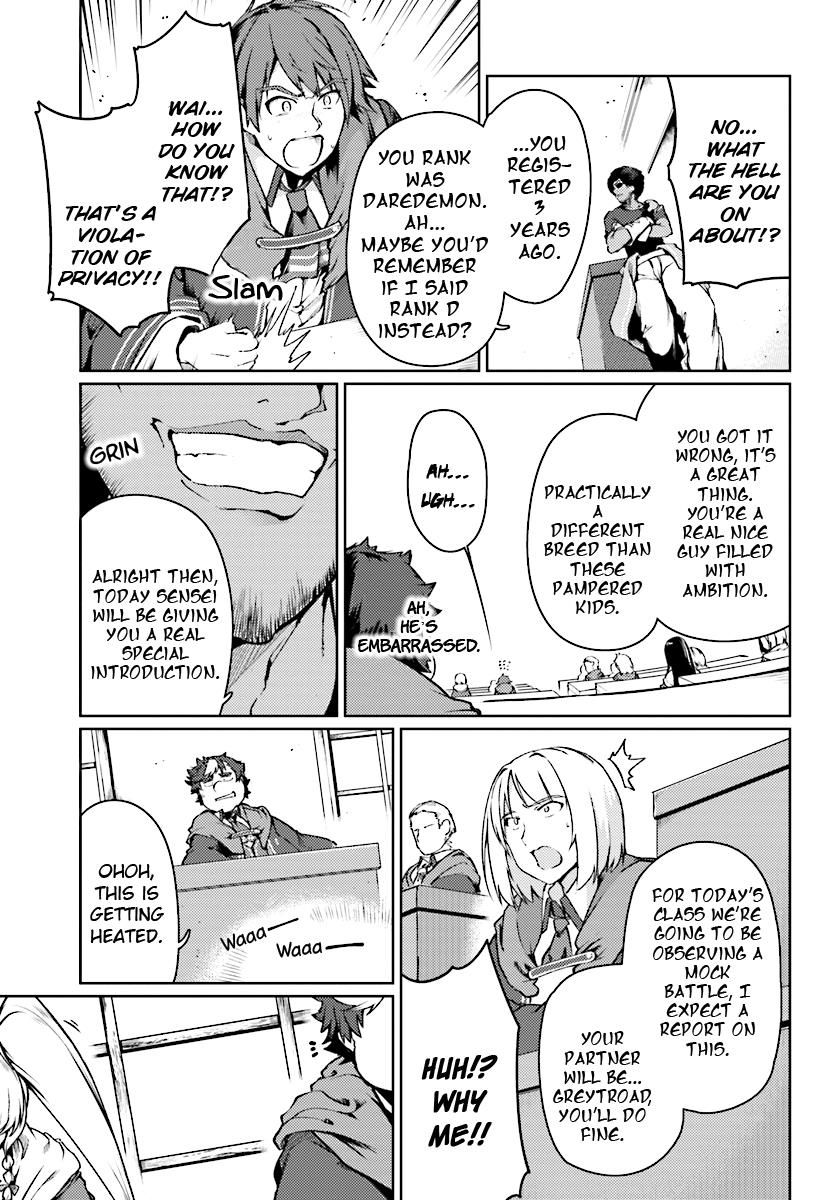 NO...
WHAT
THE HELL
ARE YOU
ON
ABOUT!?
...YOU
REGIS-
TERED
3
YEARS
AGO.
YOU RANK
WAS
DAREDEMON.
AH...
MAYBE YOU'D
REMEMBER
IF I SAID
RANK D
INSTEAD?
WAI...
HOW
DO YOU
KNOW
THAT!?
THAT'S A
VIOLA-
TION OF
PRIVACY!!
Slam
YOU GOT IT
WRONG, IT'S
A GREAT
THING.
YOU'RE A
REAL NICE
GUY FILLED
WITH
AMBITION.
PRACTICALLY
A
DIFFERENT
BREED THAN
THESE
PAMPERED
KIDS.
AH...
UGH...
AH,
HE'S
EMBARRASSED.
GRIN
ALRIGHT THEN,
TODAY SENSEI
WILL BE GIVING
YOU A REAL
SPECIAL
INTRODUCTION.
FOR TODAY'S
CLASS WE'RE
GOING TO BE
OBSERVING A
MOCK
BATTLE, I
EXPECT A
REPORT ON
THIS.
YOUR
PARTNER
WILL BE...
GREYTROAD,
YOU'LL DO
FINE.
HUH!?
WHY
ME!!
OHOH,
THIS IS
GETTING
HEATED.
Waaa
Waaa